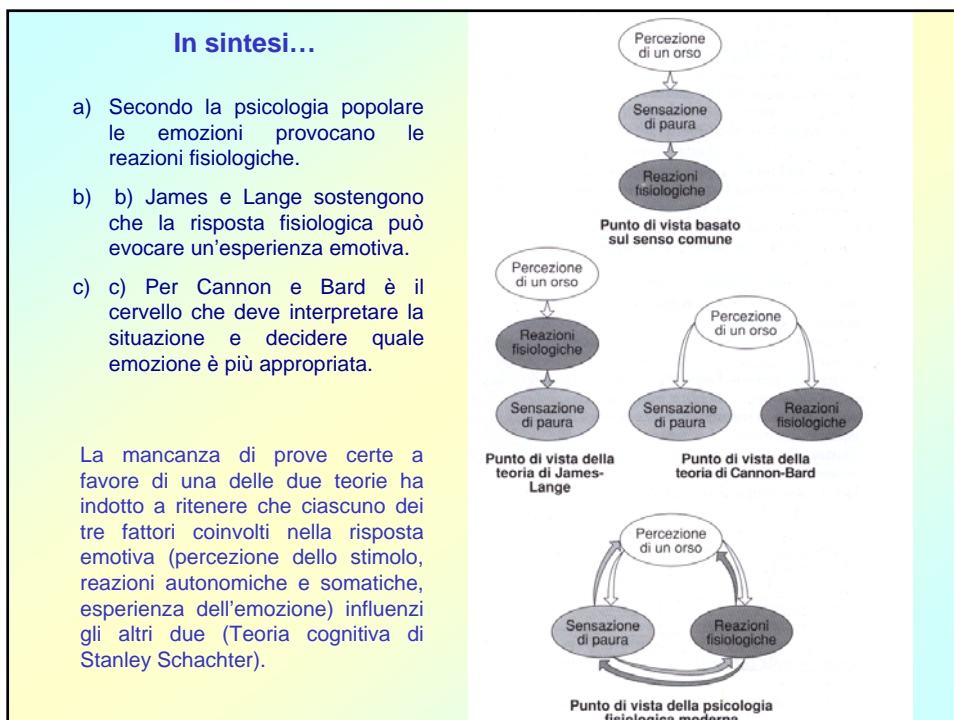 In sintesi…
a) Secondo la psicologia popolare
le emozioni provocano le
reazioni fisiologiche.
b) b) James e Lange sostengono
che la risposta fisiologica può
evocare un'esperienza emotiva.
c) c) Per Cannon e Bard è il
cervello che deve interpretare la
situazione e decidere quale
emozione è più appropriata.
La mancanza di prove certe a
favore di una delle due teorie ha
indotto a ritenere che ciascuno dei
tre fattori coinvolti nella risposta
emotiva (percezione dello stimolo,
reazioni autonomiche e somatiche,
esperienza dell'emozione) influenzi
gli altri due (Teoria cognitiva di
Stanley Schachter).
Percezione
di un orso
Sensazione
di paura
Reazioni
fisiologiche
Punto di vista basato
sul senso comune
Percezione
di un orso
Reazioni
fisiologiche
Sensazione
di paura
Punto di vista della
teoria di James-
Lange
Percezione
di un orso
Sensazione
di paura
Reazioni
fisiologiche
Punto di vista della
teoria di Cannon-Bard
Percezione
di un orso
Sensazione
di paura
Reazioni
fisiologiche
Punto di vista della psicologia
fisiologica moderna